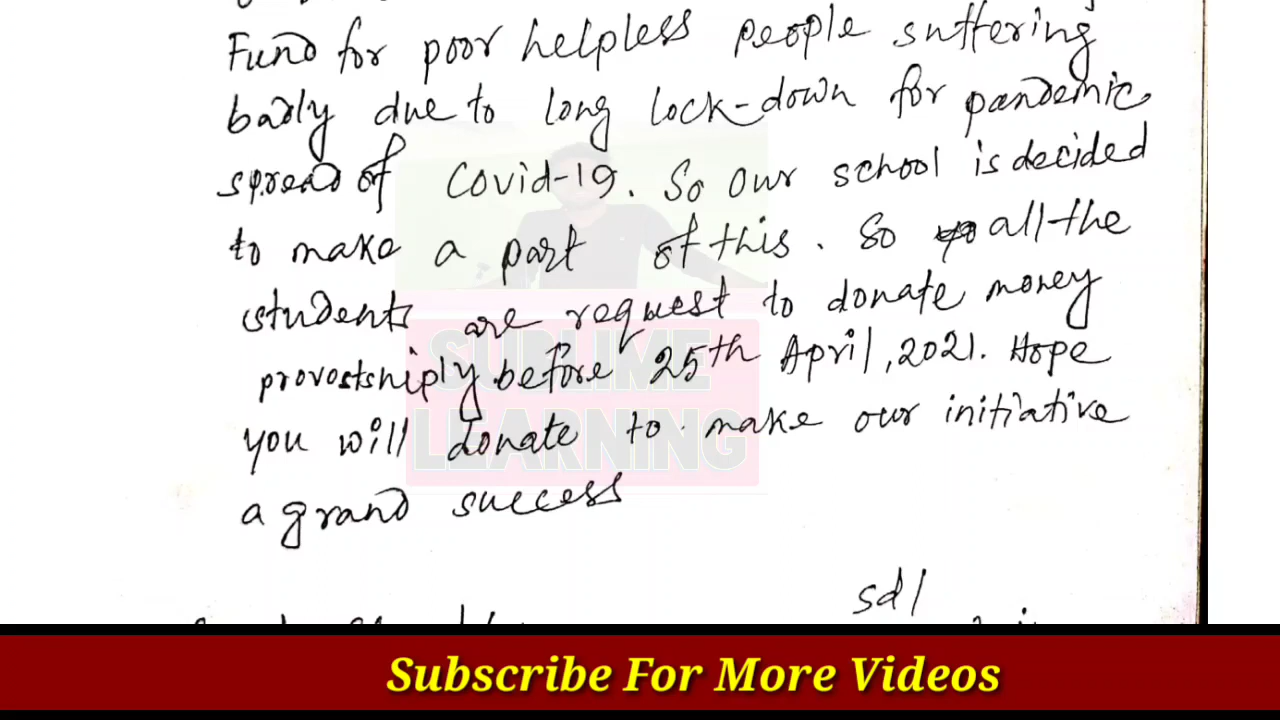 Fund for poor helpless people suffering
badly due to long lock-down for pandemic
spread of Covid-19. So our school is decided
to make a part of this. So all the
students are request to donate money
provostshiply before 25th April, 2021. Hope
you will donate to make our initiative
a grand success
sd/
SUBLIME
LEARNING
Subscribe For More Videos